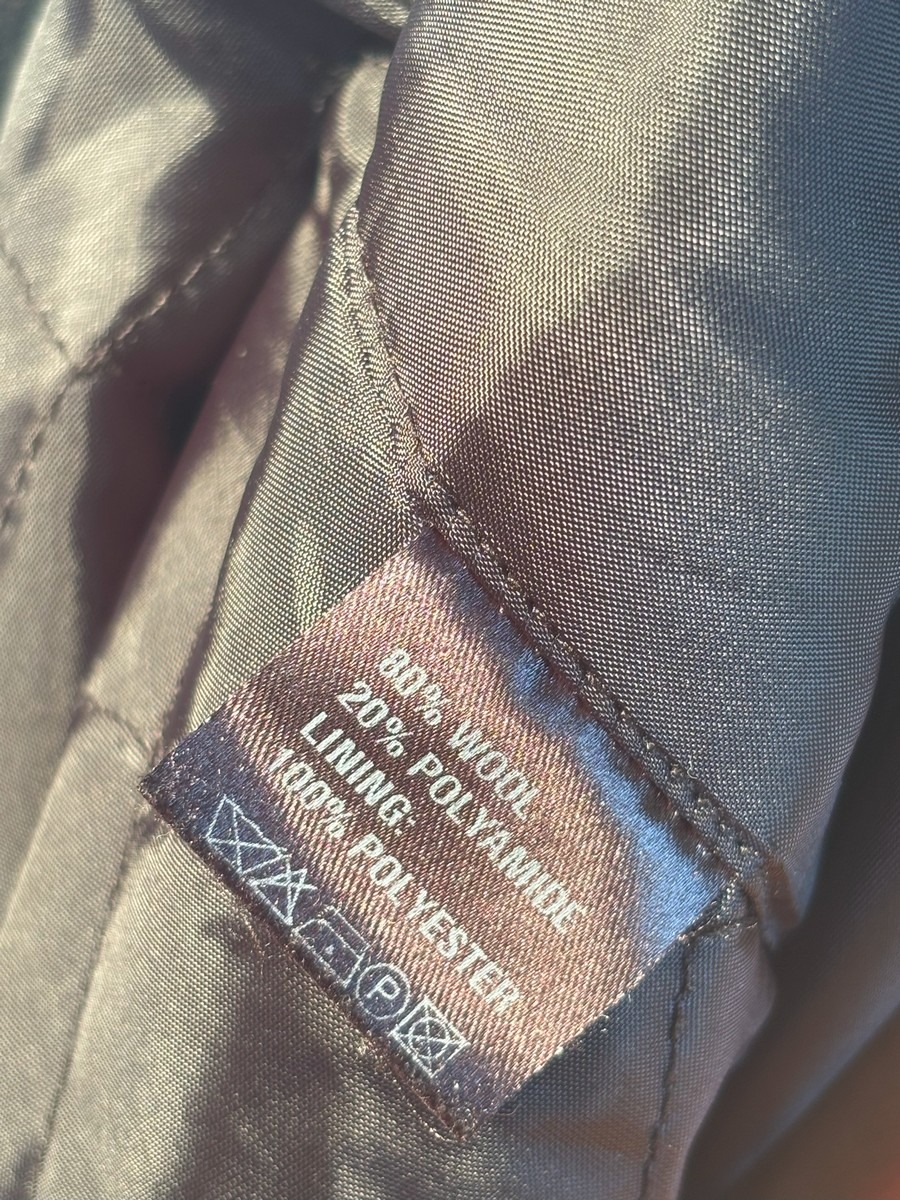 80% WOOL
20% POLYAMIDE
LINING:
100% POLYESTER
P